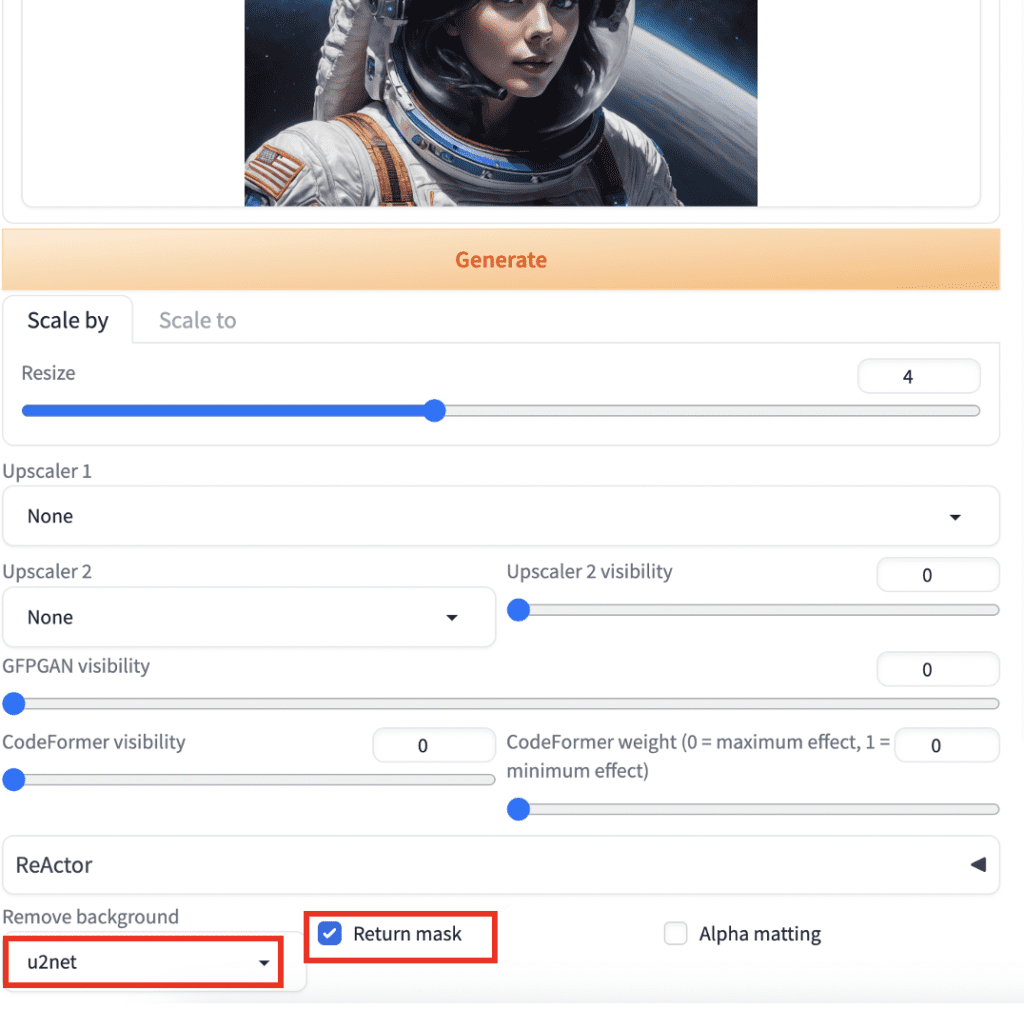 Generate
Scale by
Scale to
Resize
4
Upscaler 1
None
Upscaler 2
Upscaler 2 visibility
0
None
GFPGAN visibility
0
CodeFormer visibility
0
CodeFormer weight (0 = maximum effect, 1 =
minimum effect)
0
ReActor
Remove background
u2net
Return mask
Alpha matting